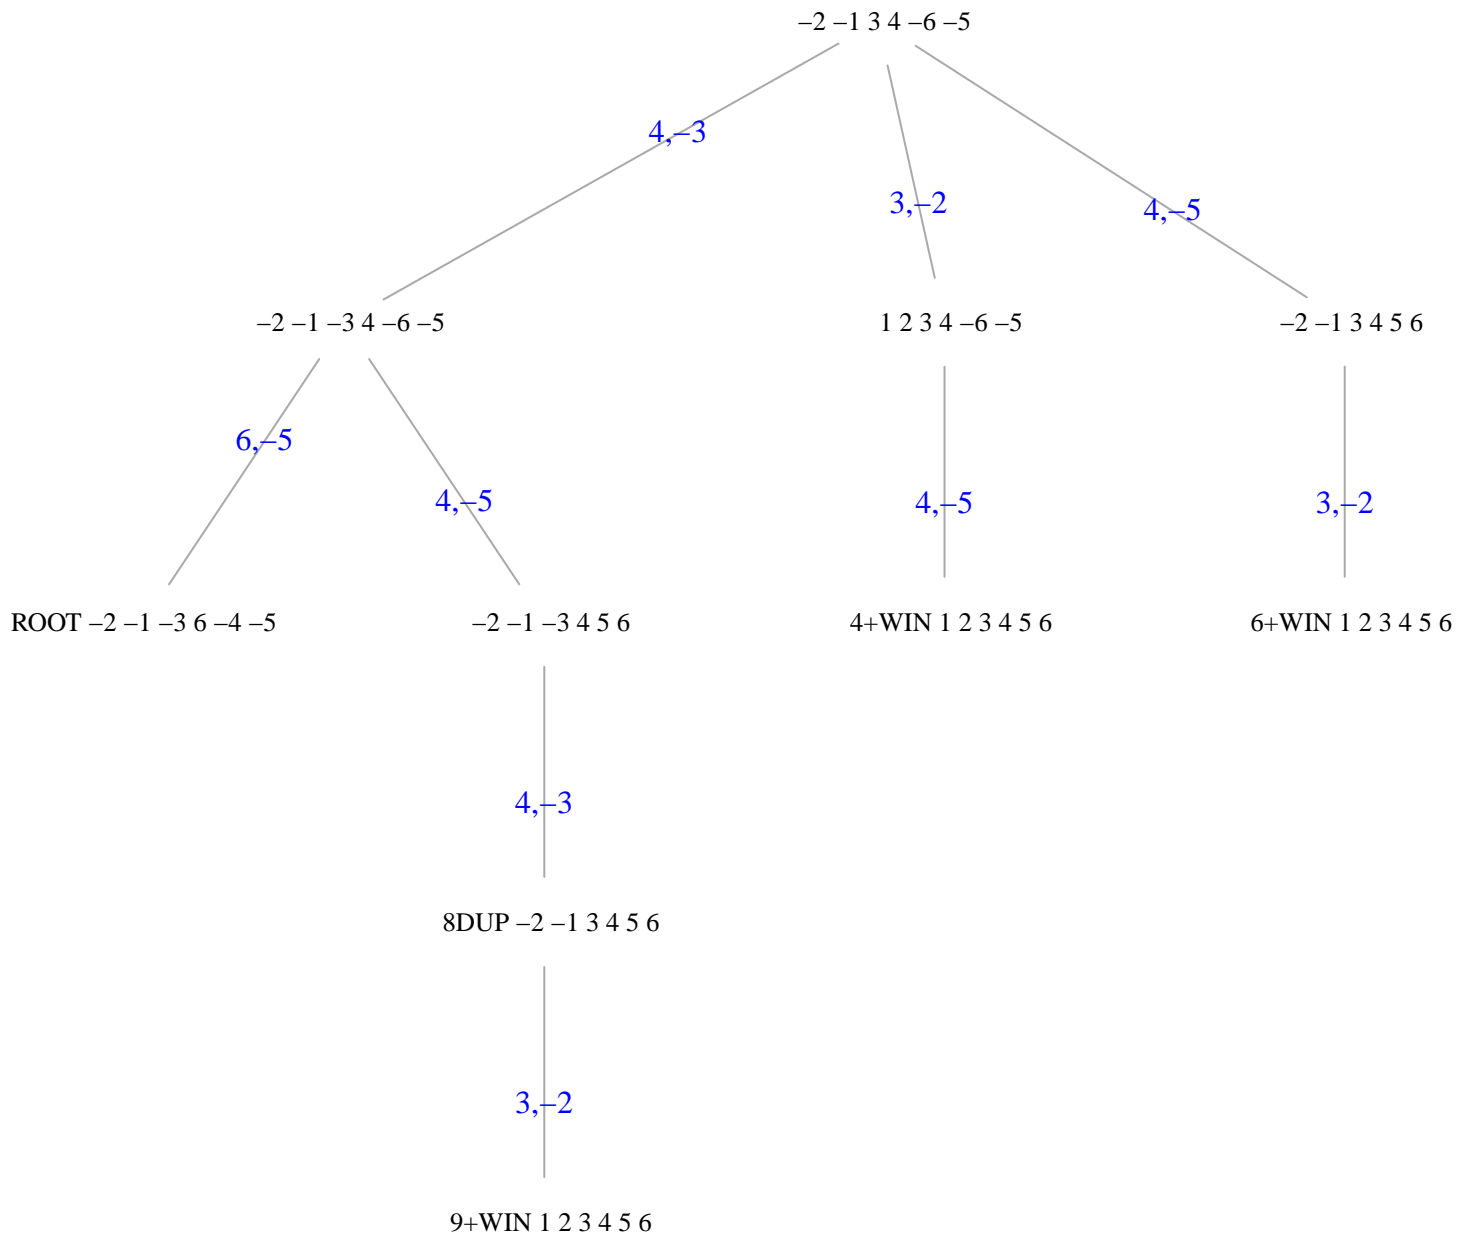 –2 –1 3 4 –6 –5
4,–3
3,–2
4,–5
–2 –1 –3 4 –6 –5
1 2 3 4 –6 –5
–2 –1 3 4 5 6
6,–5
4,–5
4,–5
3,–2
ROOT –2 –1 –3 6 –4 –5
–2 –1 –3 4 5 6
4+WIN 1 2 3 4 5 6
6+WIN 1 2 3 4 5 6
4,–3
8DUP –2 –1 3 4 5 6
3,–2
9+WIN 1 2 3 4 5 6